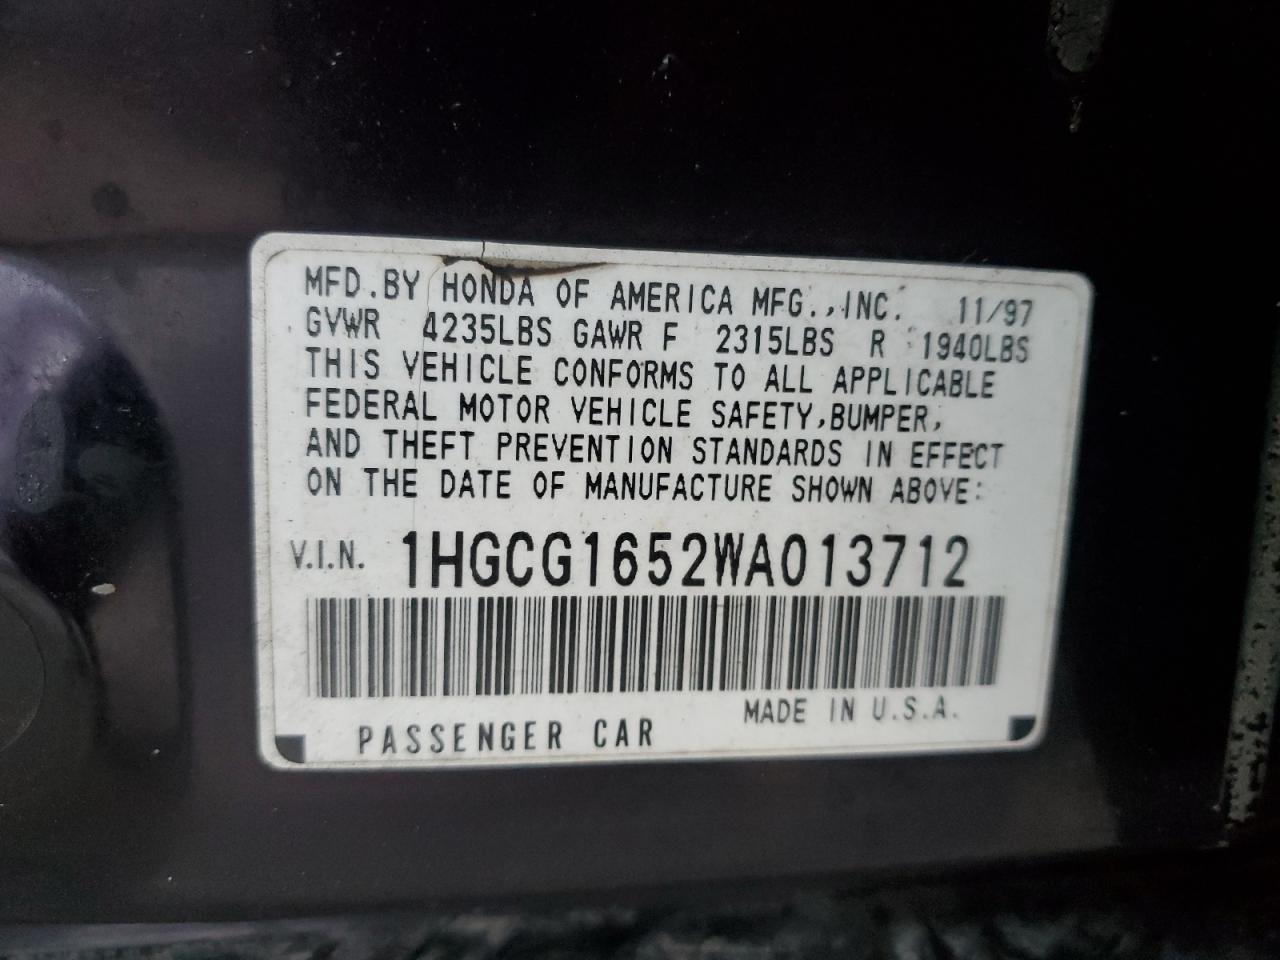 MFD.BY HONDA OF AMERICA MFG.,INC. 11/97
GVWR 4235LBS GAWR F 2315LBS R 1940LBS
THIS VEHICLE CONFORMS TO ALL APPLICABLE
FEDERAL MOTOR VEHICLE SAFETY,BUMPER,
AND THEFT PREVENTION STANDARDS IN EFFECT
ON THE DATE OF MANUFACTURE SHOWN ABOVE:
V.I.N. 1HGCG1652WA013712
MADE IN U.S.A.
PASSENGER CAR